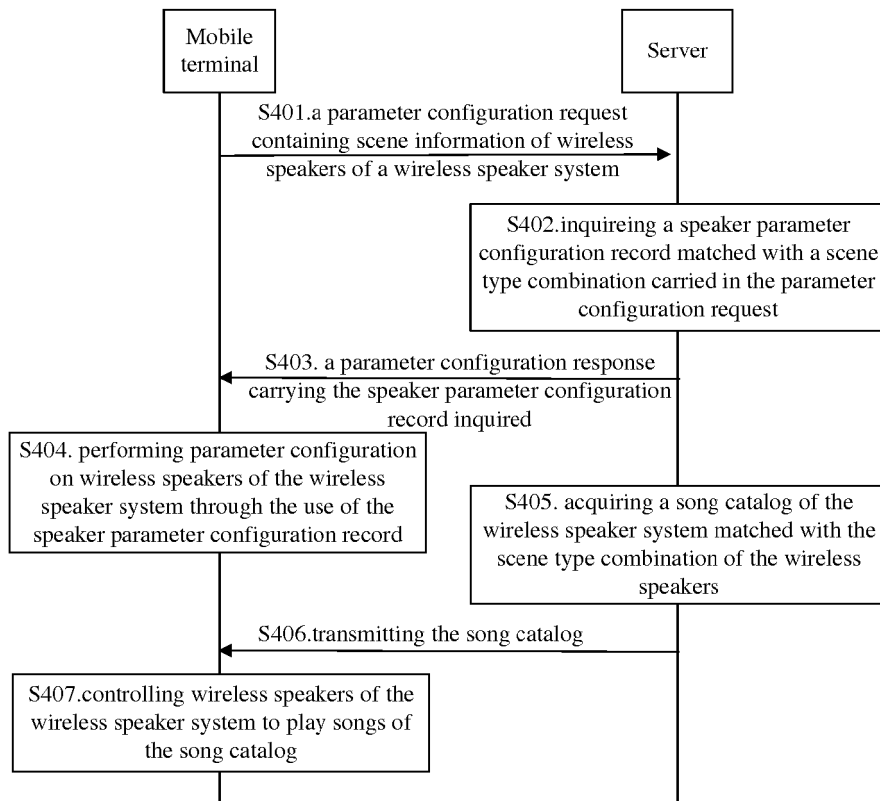 Mobile
terminal
Server
S401.a parameter configuration request
containing scene information of wireless
speakers of a wireless speaker system
S402.inquireing a speaker parameter
configuration record matched with a scene
type combination carried in the parameter
configuration request
S403. a parameter configuration response
carrying the speaker parameter configuration
record inquired
S404. performing parameter configuration
on wireless speakers of the wireless
speaker system through the use of the
speaker parameter configuration record
S405. acquiring a song catalog of the
wireless speaker system matched with the
scene type combination of the wireless
speakers
S406.transmitting the song catalog
S407.controlling wireless speakers of the
wireless speaker system to play songs of
the song catalog